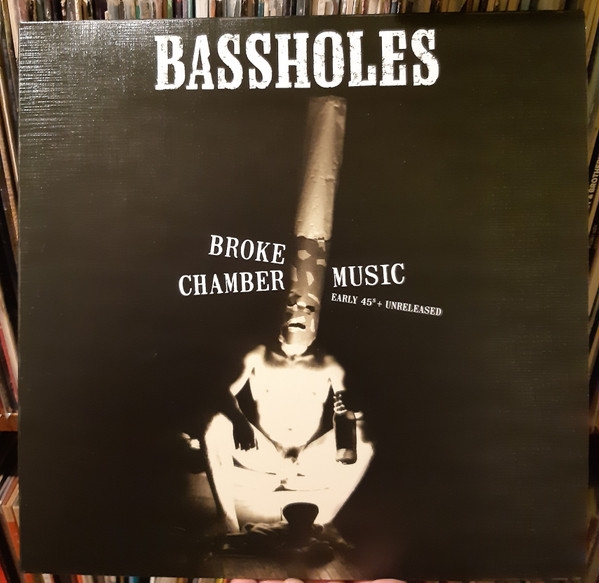 BASSHOLES
BROKE
CHAMBER MUSIC
EARLY 45s + UNRELEASED